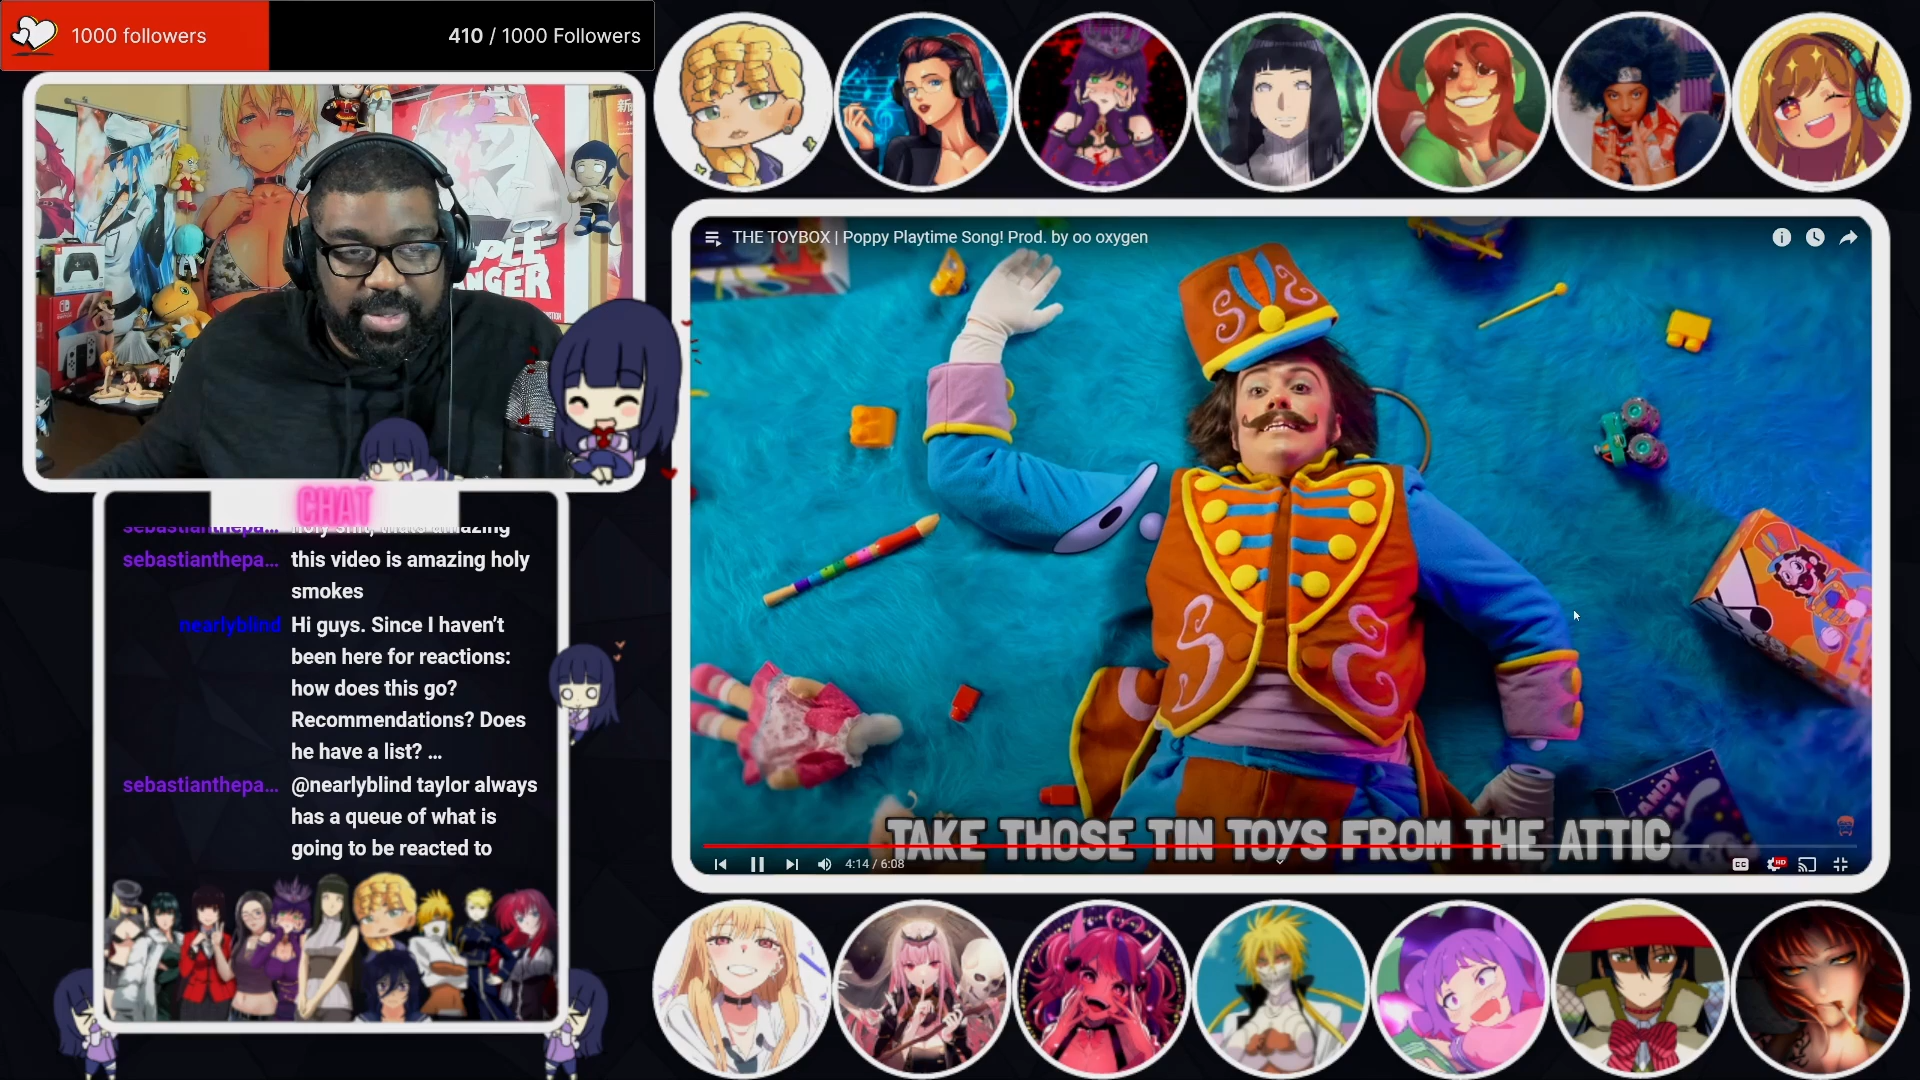 1000 followers
410 / 1000 Followers
THE TOYBOX | Poppy Playtime Song! Prod. by oo oxygen
CHAT
sebastianthepa...
sebastianthepa... this video is amazing holy
smokes
nearlyblind Hi guys. Since I haven't
been here for reactions:
how does this go?
Recommendations? Does
he have a list? ...
sebastianthepa... @nearlyblind taylor always
has a queue of what is
going to be reacted to
TAKE THOSE TIN TOYS FROM THE ATTIC
4:14 / 6:08
CC
HD